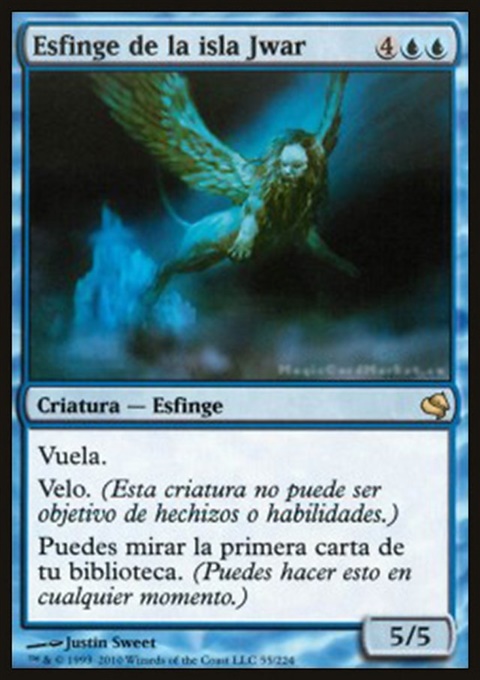 Esfinge de la isla Jwar 4
MagicCardMarket.eu
Criatura — Esfinge
Vuela.
Velo. (Esta criatura no puede ser
objetivo de hechizos o habilidades.)
Puedes mirar la primera carta de
tu biblioteca. (Puedes hacer esto en
cualquier momento.)
5/5
Justin Sweet
™ & © 1993–2010 Wizards of the Coast LLC 55/224